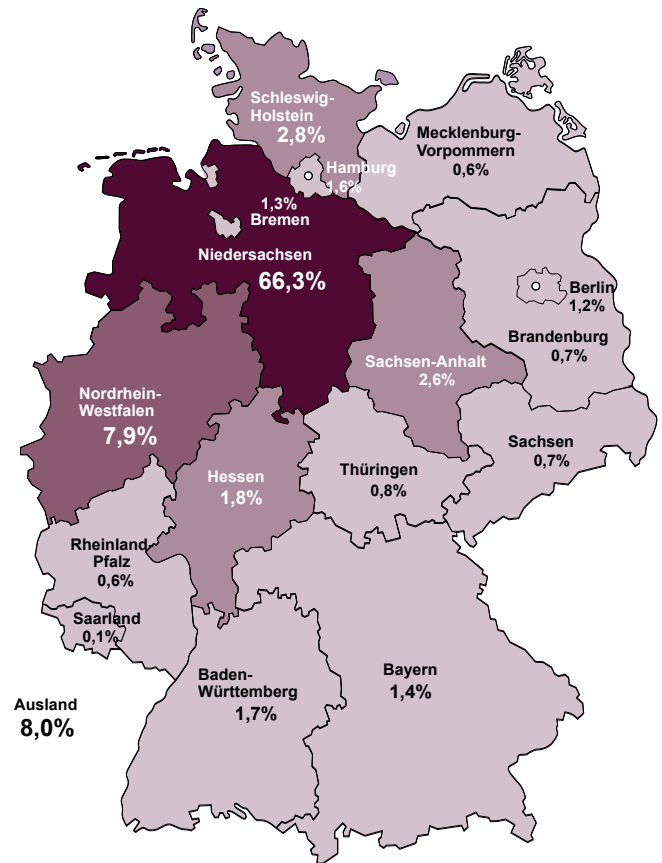 Schleswig-
Holstein
2,8%
Mecklenburg-
Vorpommern
0,6%
Hamburg
1,6%
1,3%
Bremen
Niedersachsen
66,3%
Berlin
1,2%
Brandenburg
0,7%
Sachsen-Anhalt
2,6%
Nordrhein-
Westfalen
7,9%
Sachsen
0,7%
Hessen
1,8%
Thüringen
0,8%
Rheinland-
Pfalz
0,6%
Saarland
0,1%
Baden-
Württemberg
1,7%
Bayern
1,4%
Ausland
8,0%